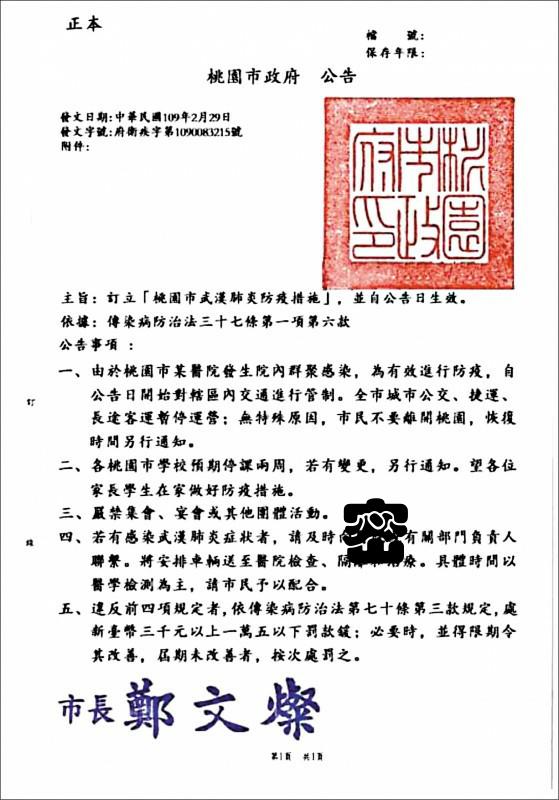 正本
檔　　號：
保存年限：
桃園市政府　公告
發文日期：中華民國109年2月29日
發文字號：府衛疾字第1090083215號
附件：
桃園市政府印
主旨：訂立「桃園市武漢肺炎防疫措施」，並自公告日生效。
依據：傳染病防治法三十七條第一項第六款
公告事項：
一、由於桃園市某醫院發生院內群聚感染，為有效進行防疫，自
公告日開始對轄區內交通進行管制。全市城市公交、捷運、
長途客運暫停運營；無特殊原因，市民不要離開桃園，恢復
時間另行通知。
二、各桃園市學校預期停課兩周，若有變更，另行通知。望各位
家長學生在家做好防疫措施。
三、嚴禁集會、宴會或其他團體活動。
四、若有感染武漢肺炎症狀者，請及時 有關部門負責人
聯繫。將安排車輛送至醫院檢查、隔 治療。具體時間以
醫學檢測為主，請市民予以配合。
五、違反前四項規定者，依傳染病防治法第七十條第三款規定，處
新臺幣三千元以上一萬五以下罰款鍰；必要時，並得限期令
其改善，屆期未改善者，按次處罰之。
訂
線
市長 鄭文燦
第1頁　共1頁